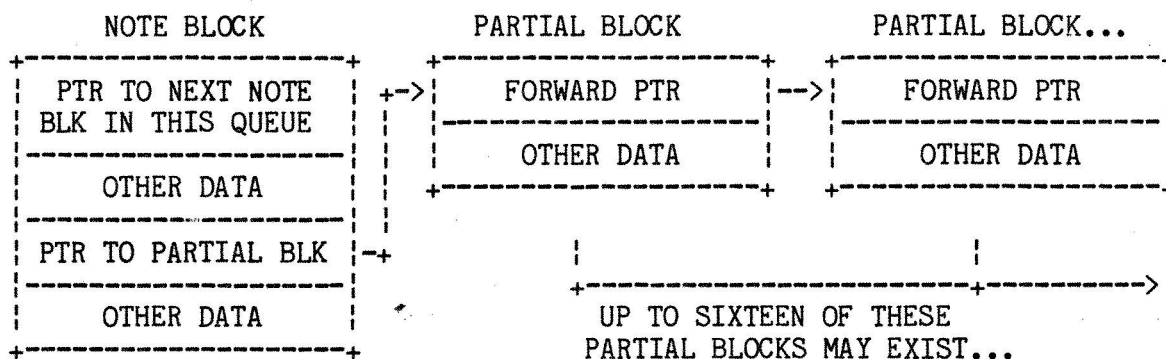 NOTE BLOCK PARTIAL BLOCK PARTIAL BLOCK...
PTR TO NEXT NOTE FORWARD PTR FORWARD PTR
BLK IN THIS QUEUE
OTHER DATA OTHER DATA
OTHER DATA
PTR TO PARTIAL BLK
OTHER DATA UP TO SIXTEEN OF THESE
PARTIAL BLOCKS MAY EXIST...